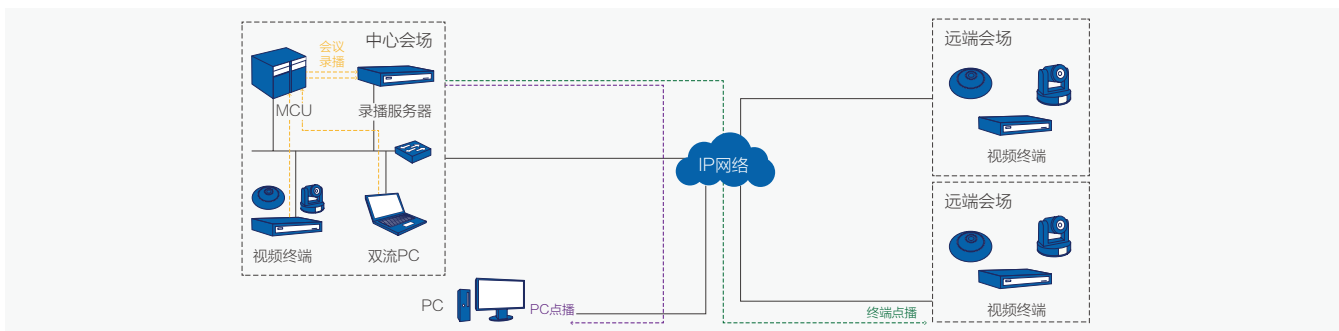 中心会场
会议
录播
MCU
录播服务器
视频终端
双流PC
PC
PC点播
IP网络
终端点播
远端会场
视频终端
远端会场
视频终端